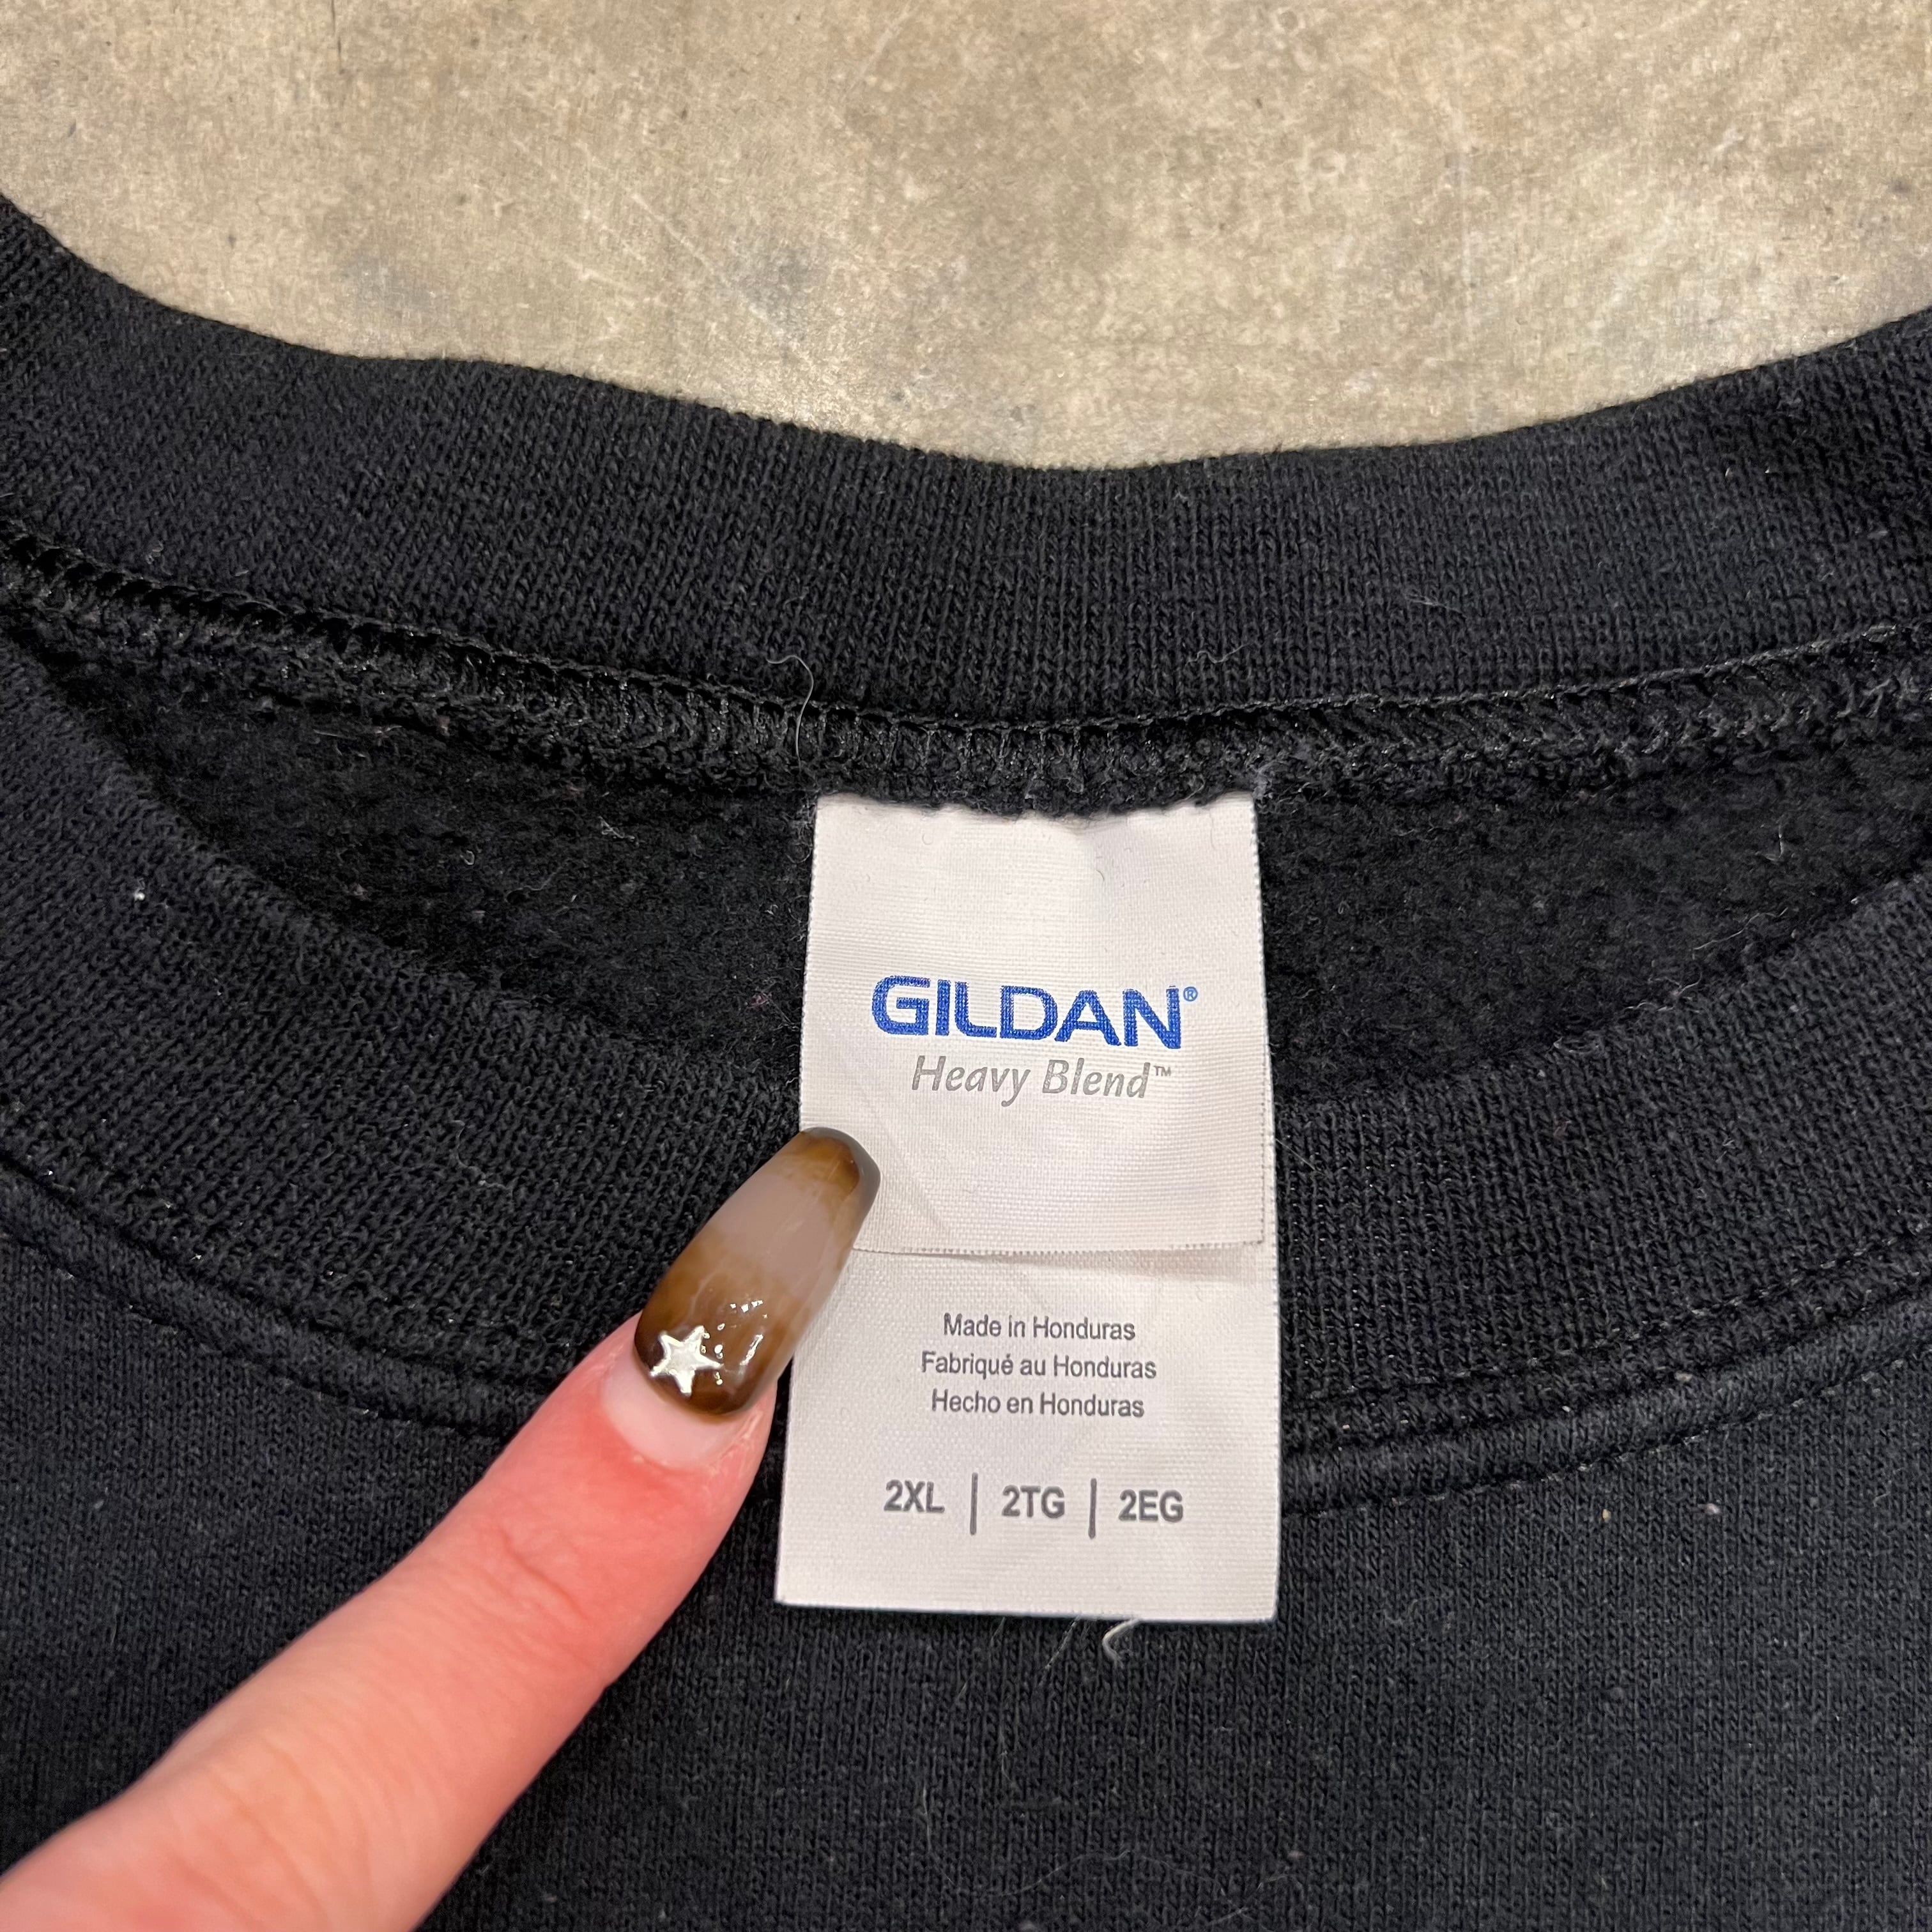 GILDAN®
Heavy Blend™
Made in Honduras
Fabriqué au Honduras
Hecho en Honduras
2XL | 2TG | 2EG